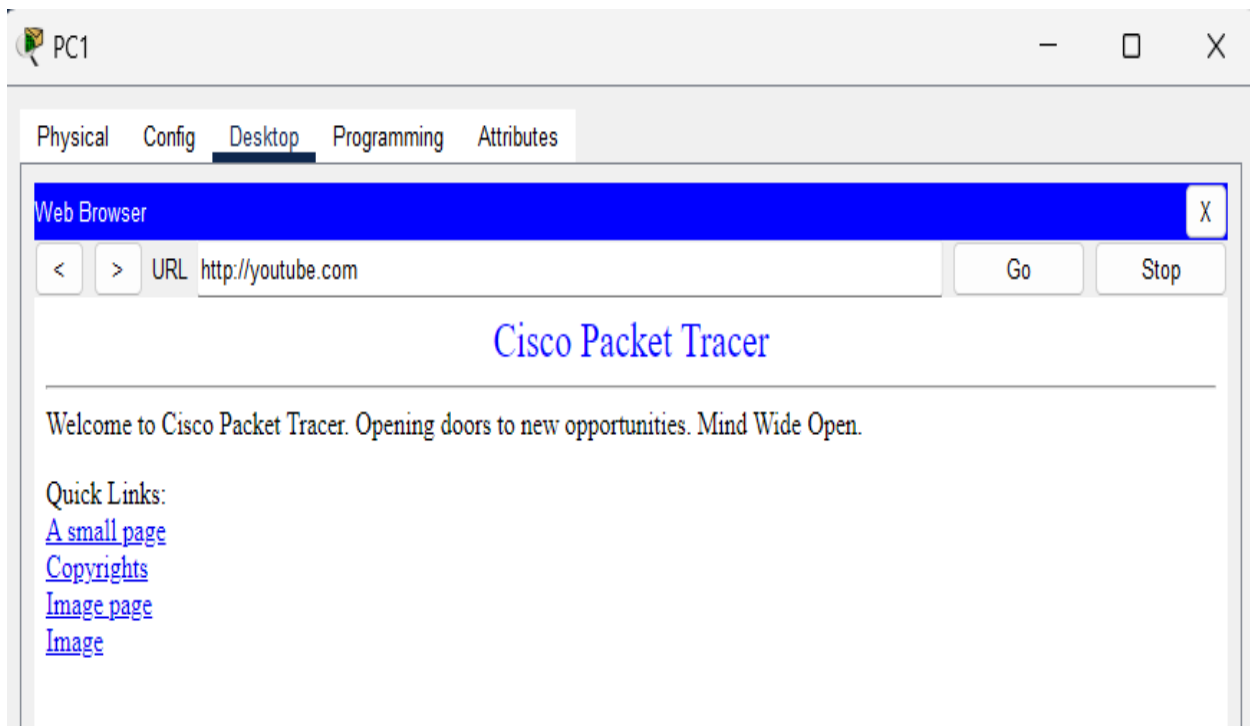 PC1
Physical Config Desktop Programming Attributes
Web Browser X
< > URL http://youtube.com Go Stop
Cisco Packet Tracer
Welcome to Cisco Packet Tracer. Opening doors to new opportunities. Mind Wide Open.
Quick Links:
A small page
Copyrights
Image page
Image